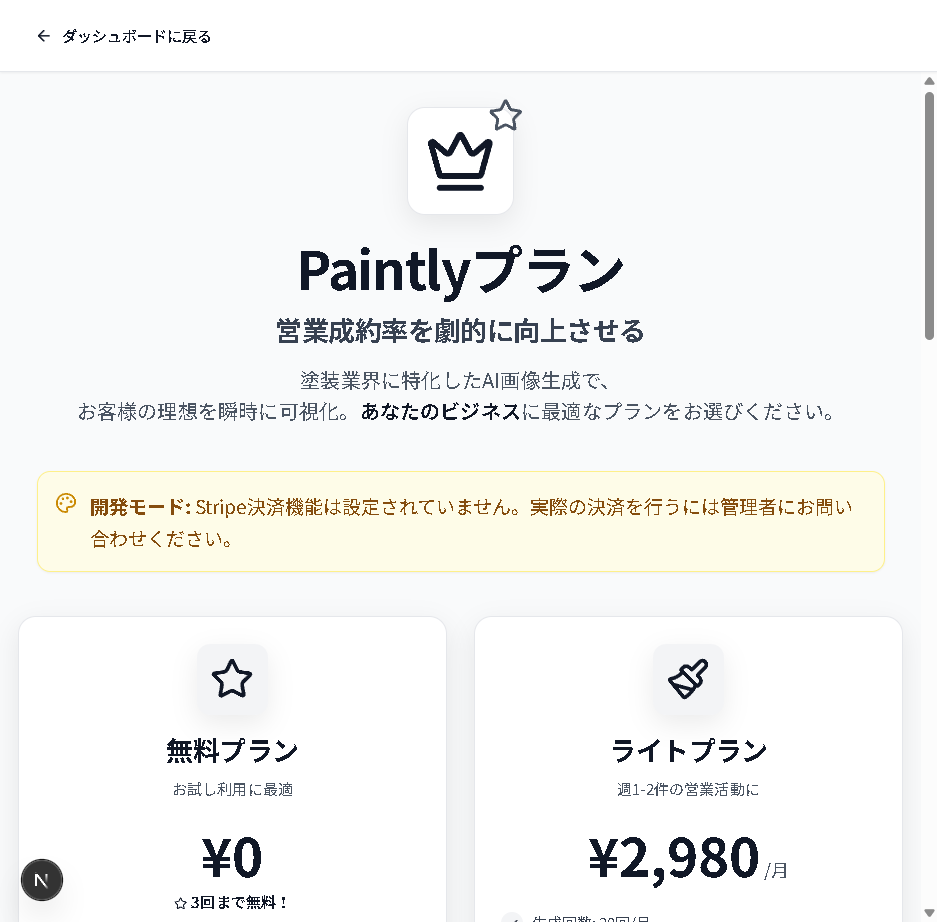 ダッシュボードに戻る
Paintlyプラン
営業成約率を劇的に向上させる
塗装業界に特化したAI画像生成で、
お客様の理想を瞬時に可視化。あなたのビジネスに最適なプランをお選びください。
開発モード: Stripe決済機能は設定されていません。実際の決済を行うには管理者にお問い
合わせください。
無料プラン
お試し利用に最適
¥0
3回まで無料！
ライトプラン
週1-2件の営業活動に
¥2,980 /月
生成回数: 30回/月
N